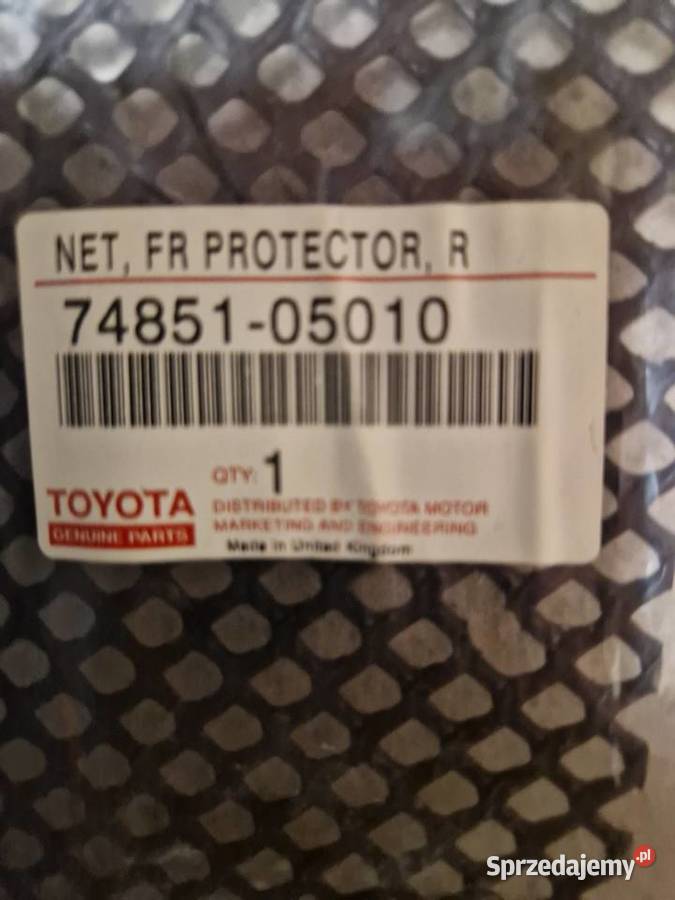 NET, FR PROTECTOR, R
74851-05010
QTY: 1
TOYOTA
GENUINE PARTS
DISTRIBUTED BY TOYOTA MOTOR
MARKETING AND ENGINEERING
Made in United Kingdom
Sprzedajemy.pl